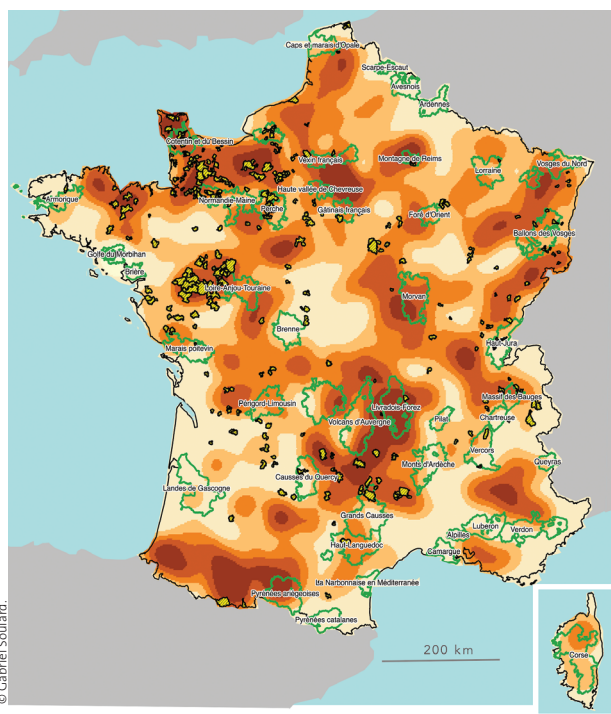 Caps et marais d'Opale
Scarpe-Escaut
Avesnois
Ardennes
Cotentin et du Bessin
Vexin français
Montagne de Reims
Lorraine
Vosges du Nord
Haute vallée de Chevreuse
Armorique
Normandie-Maine
Perche
Gâtinais français
Foré d'Orient
Ballons des Vosges
Golfe du Morbihan
Brière
Loire-Anjou-Touraine
Morvan
Brenne
Haut-Jura
Marais poitevin
Massif des Bauges
Périgord-Limousin
Livradois-Forez
Chartreuse
Volcans d'Auvergne
Pilat
Vercors
Monts d'Ardèche
Queyras
Causses du Quercy
Landes de Gascogne
Grands Causses
Luberon
Verdon
Alpilles
Haut-Languedoc
Camargue
La Narbonnaise en Méditerranée
Pyrénées ariégeoises
Pyrénées catalanes
200 km
Corse
© Gabriel Soulard.